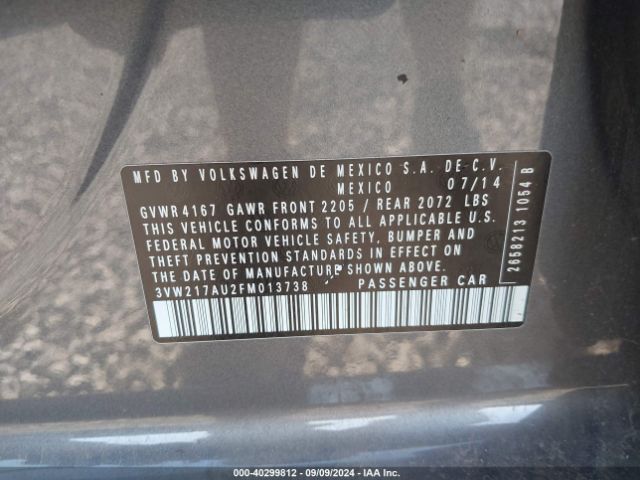 MFD BY VOLKSWAGEN DE MEXICO S.A. DE C.V.
MEXICO 07/14
GVWR 4167 GAWR FRONT 2205 / REAR 2072 LBS
THIS VEHICLE CONFORMS TO ALL APPLICABLE U.S.
FEDERAL MOTOR VEHICLE SAFETY, BUMPER AND
THEFT PREVENTION STANDARDS IN EFFECT ON
THE DATE OF MANUFACTURE SHOWN ABOVE.
3VW217AU2FM013738 PASSENGER CAR
2658213 1054 B
000-40299812 - 09/09/2024 - IAA Inc.